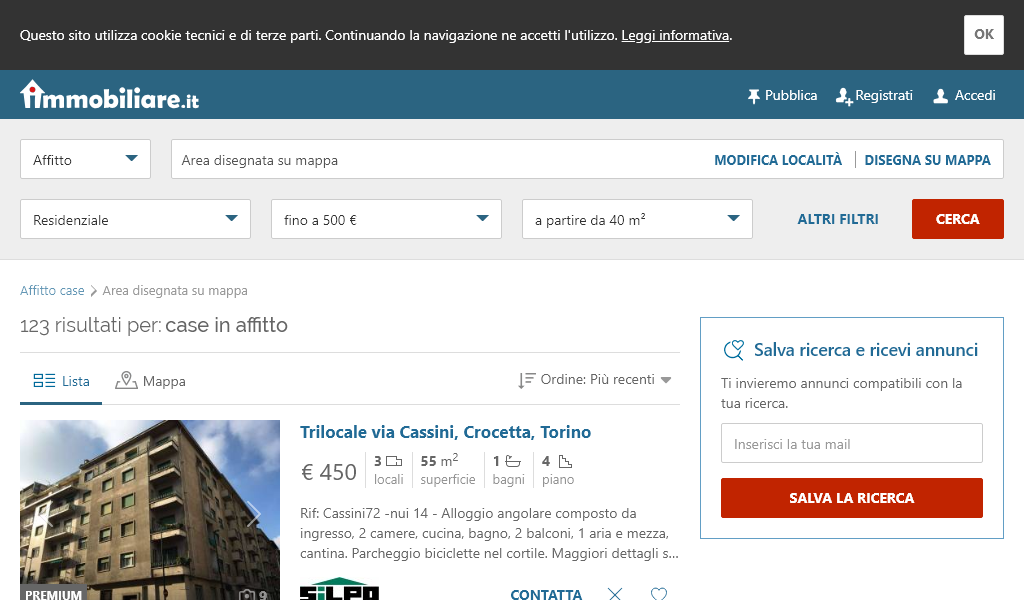 Questo sito utilizza cookie tecnici e di terze parti. Continuando la navigazione ne accetti l'utilizzo. Leggi informativa.
OK
immobiliare.it
Pubblica
Registrati
Accedi
Affitto
Area disegnata su mappa
MODIFICA LOCALITÀ
DISEGNA SU MAPPA
Residenziale
fino a 500 €
a partire da 40 m²
ALTRI FILTRI
CERCA
Affitto case
Area disegnata su mappa
123 risultati per: case in affitto
Lista
Mappa
Ordine: Più recenti
Trilocale via Cassini, Crocetta, Torino
€ 450
3
locali
55 m²
superficie
1
bagni
4
piano
Rif: Cassini72 -nui 14 - Alloggio angolare composto da
ingresso, 2 camere, cucina, bagno, 2 balconi, 1 aria e mezza,
cantina. Parcheggio biciclette nel cortile. Maggiori dettagli s...
PREMIUM
9
SILPO
CONTATTA
Salva ricerca e ricevi annunci
Ti invieremo annunci compatibili con la
tua ricerca.
Inserisci la tua mail
SALVA LA RICERCA